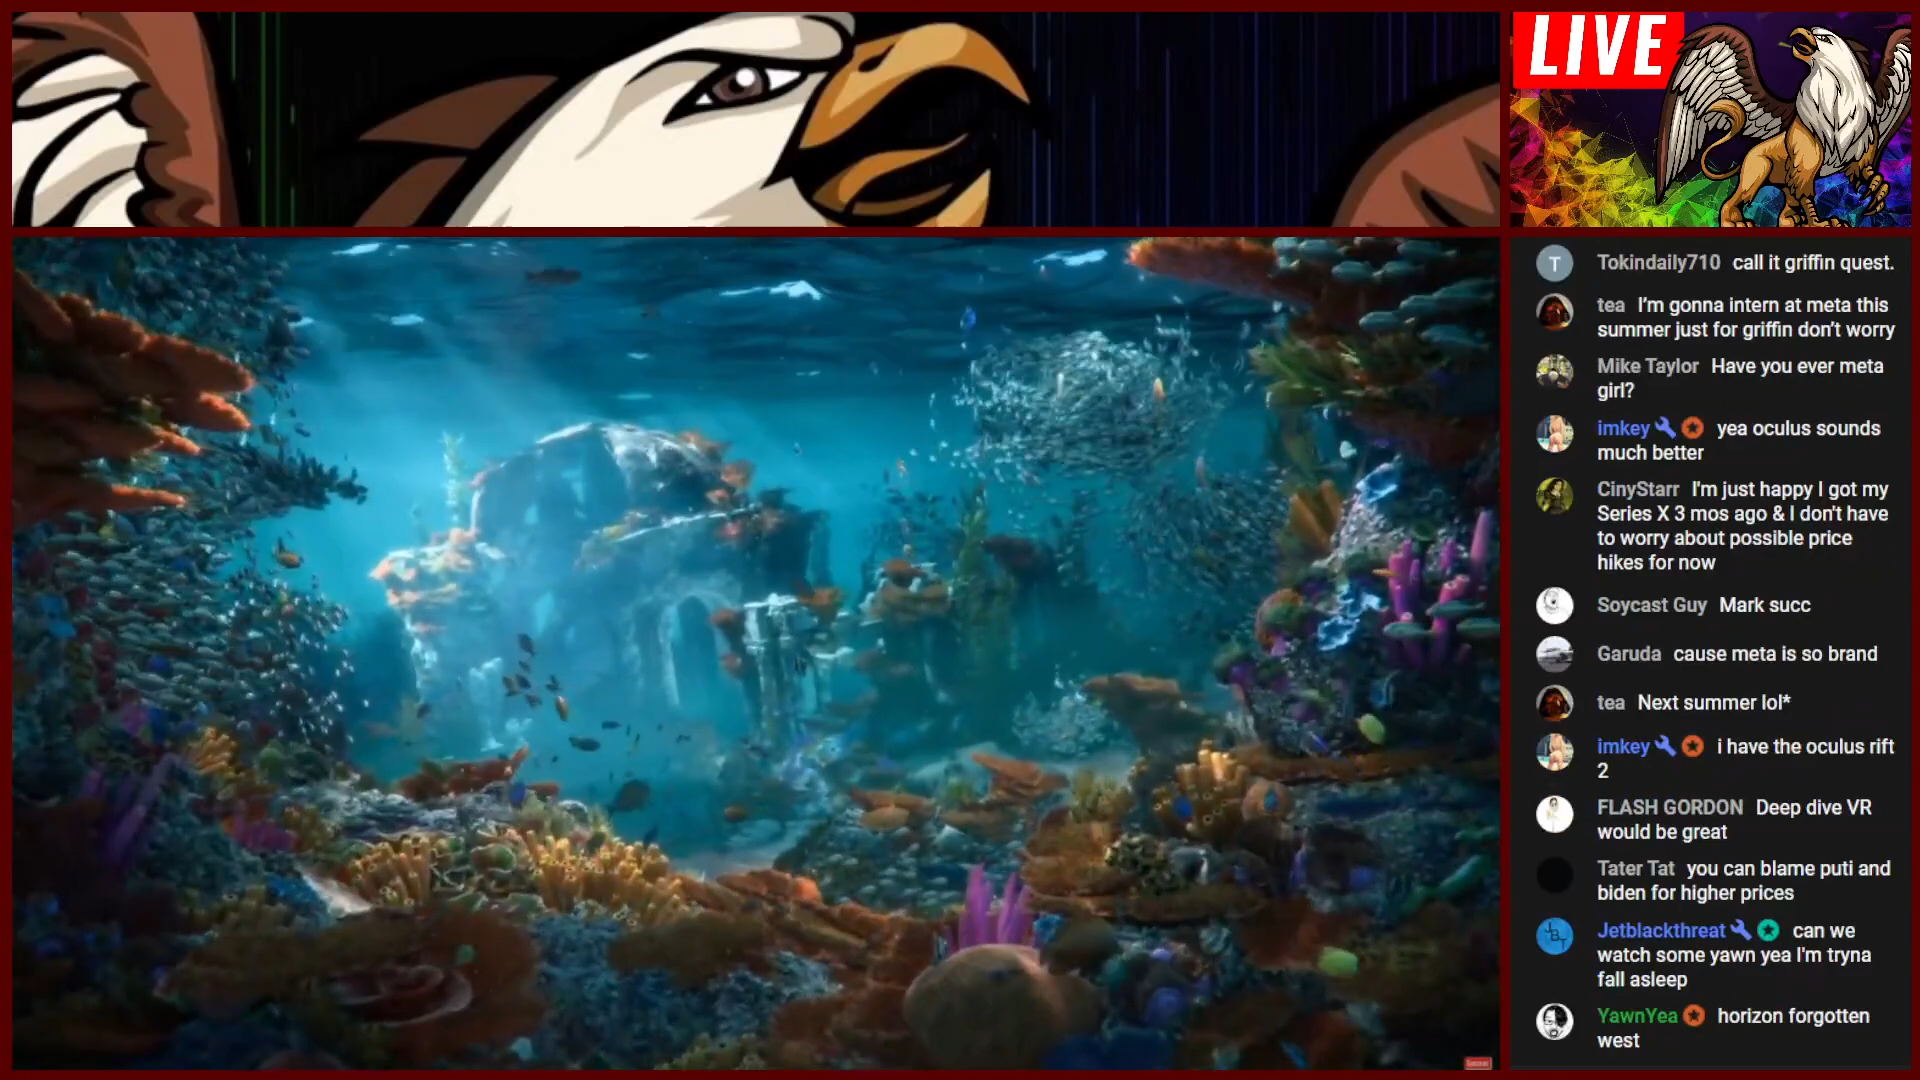 LIVE
T Tokindaily710 call it griffin quest.
tea I’m gonna intern at meta this
summer just for griffin don’t worry
Mike Taylor Have you ever meta
girl?
imkey yea oculus sounds
much better
CinyStarr I'm just happy I got my
Series X 3 mos ago & I don't have
to worry about possible price
hikes for now
Soycast Guy Mark succ
Garuda cause meta is so brand
tea Next summer lol*
imkey i have the oculus rift
2
FLASH GORDON Deep dive VR
would be great
Tater Tat you can blame puti and
biden for higher prices
JBT Jetblackthreat can we
watch some yawn yea I'm tryna
fall asleep
YawnYea horizon forgotten
west